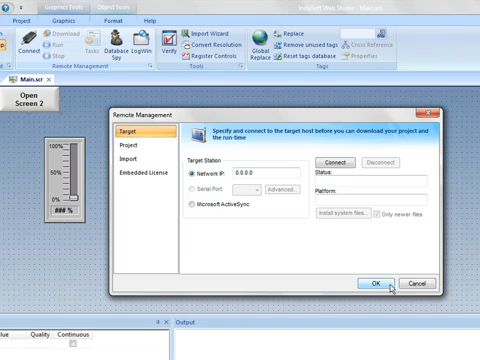 Graphics Tools
Object Tools
InduSoft Web Studio - Main.scr
Project Graphics Format Help
Connect
Download
Run
Stop
Tasks
Database Spy
LogWin
Remote Management
Verify
Import Wizard
Convert Resolution
Register Controls
Tools
Global Replace
Replace
Remove unused tags
Reset tags database
Cross Reference
Properties
Tags
Main.scr
Open
Screen 2
100%
0%
### %
Remote Management
Target
Project
Import
Embedded License
Specify and connect to the target host before you can download your project and
the run-time
Target Station
Network IP: 0.0.0.0
Serial Port: Advanced...
Microsoft ActiveSync
Connect Disconnect
Status:
Platform:
Install system files... Only newer files
OK Cancel
Quality Continuous
Output